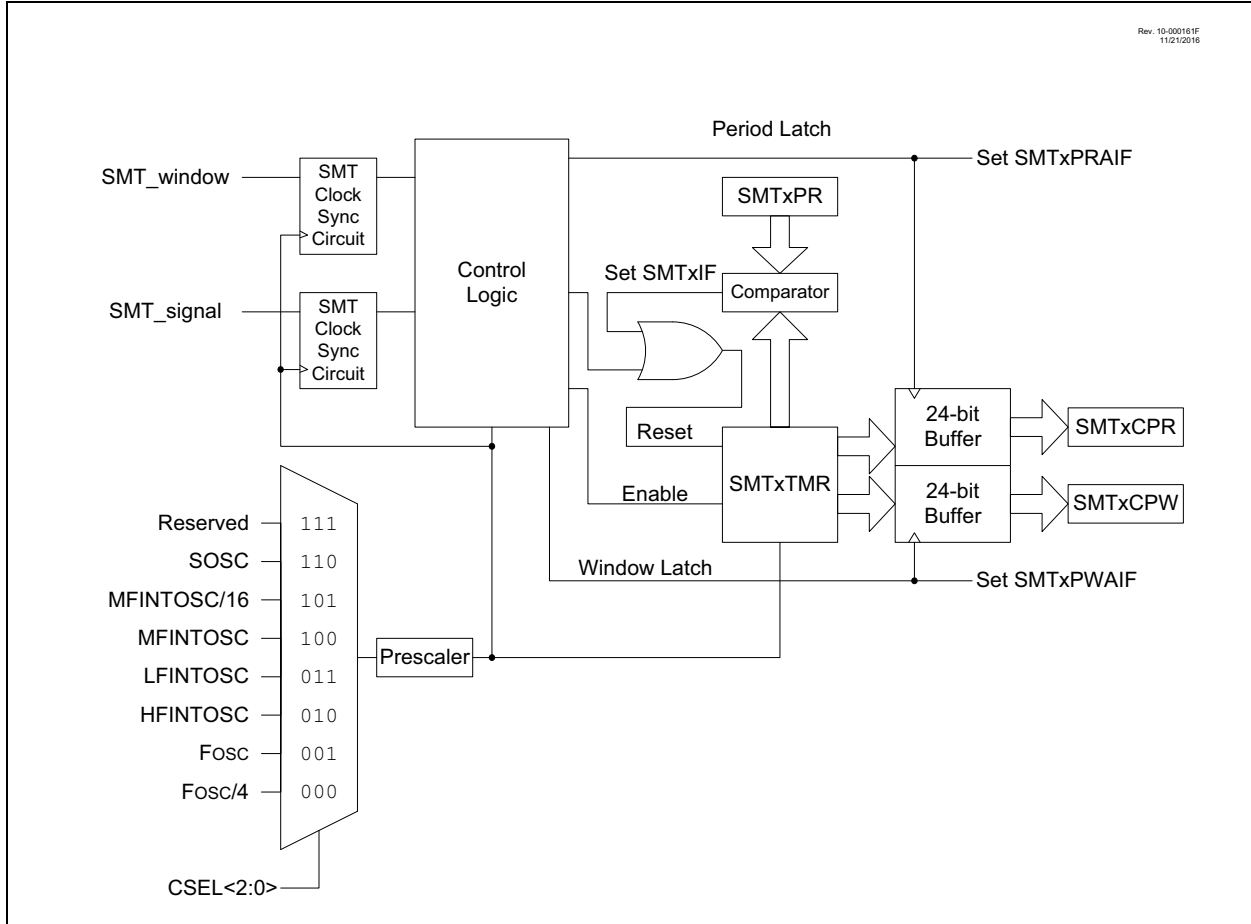 Rev. 10-000161F
11/21/2016
Period Latch
SMT_window
SMT
Clock
Sync
Circuit
Set SMTxPRAIF
SMTxPR
Control
Logic
Set SMTxIF
Comparator
SMT_signal
SMT
Clock
Sync
Circuit
24-bit
Buffer
SMTxCPR
Reset
SMTxTMR
Enable
24-bit
Buffer
SMTxCPW
Window Latch
Set SMTxPWAIF
Reserved 111
SOSC 110
MFINTOSC/16 101
MFINTOSC 100
LFINTOSC 011
HFINTOSC 010
FOSC 001
FOSC/4 000
Prescaler
CSEL<2:0>